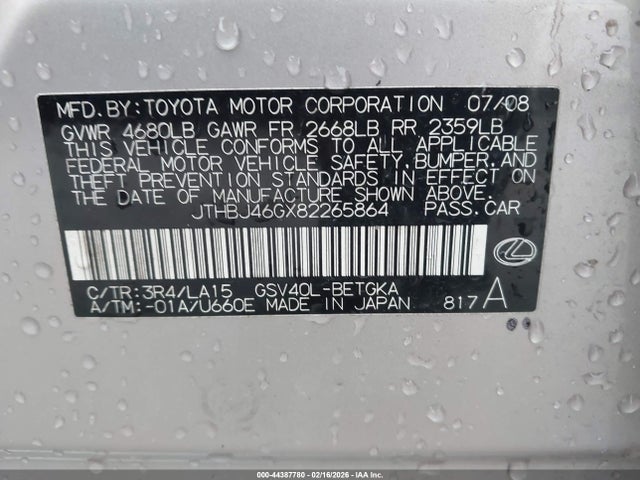 MFD. BY: TOYOTA MOTOR CORPORATION 07/08
GVWR 4680LB GAWR FR 2668LB RR 2359LB
THIS VEHICLE CONFORMS TO ALL APPLICABLE
FEDERAL MOTOR VEHICLE SAFETY, BUMPER, AND
THEFT PREVENTION STANDARDS IN EFFECT ON
THE DATE OF MANUFACTURE SHOWN ABOVE.
JTHBJ46GX82265864 PASS. CAR
C/TR: 3R4/LA15 GSV40L-BETGKA
A/TM: -01A/U660E MADE IN JAPAN 817 A
000-44387780 - 02/16/2026 - IAAC